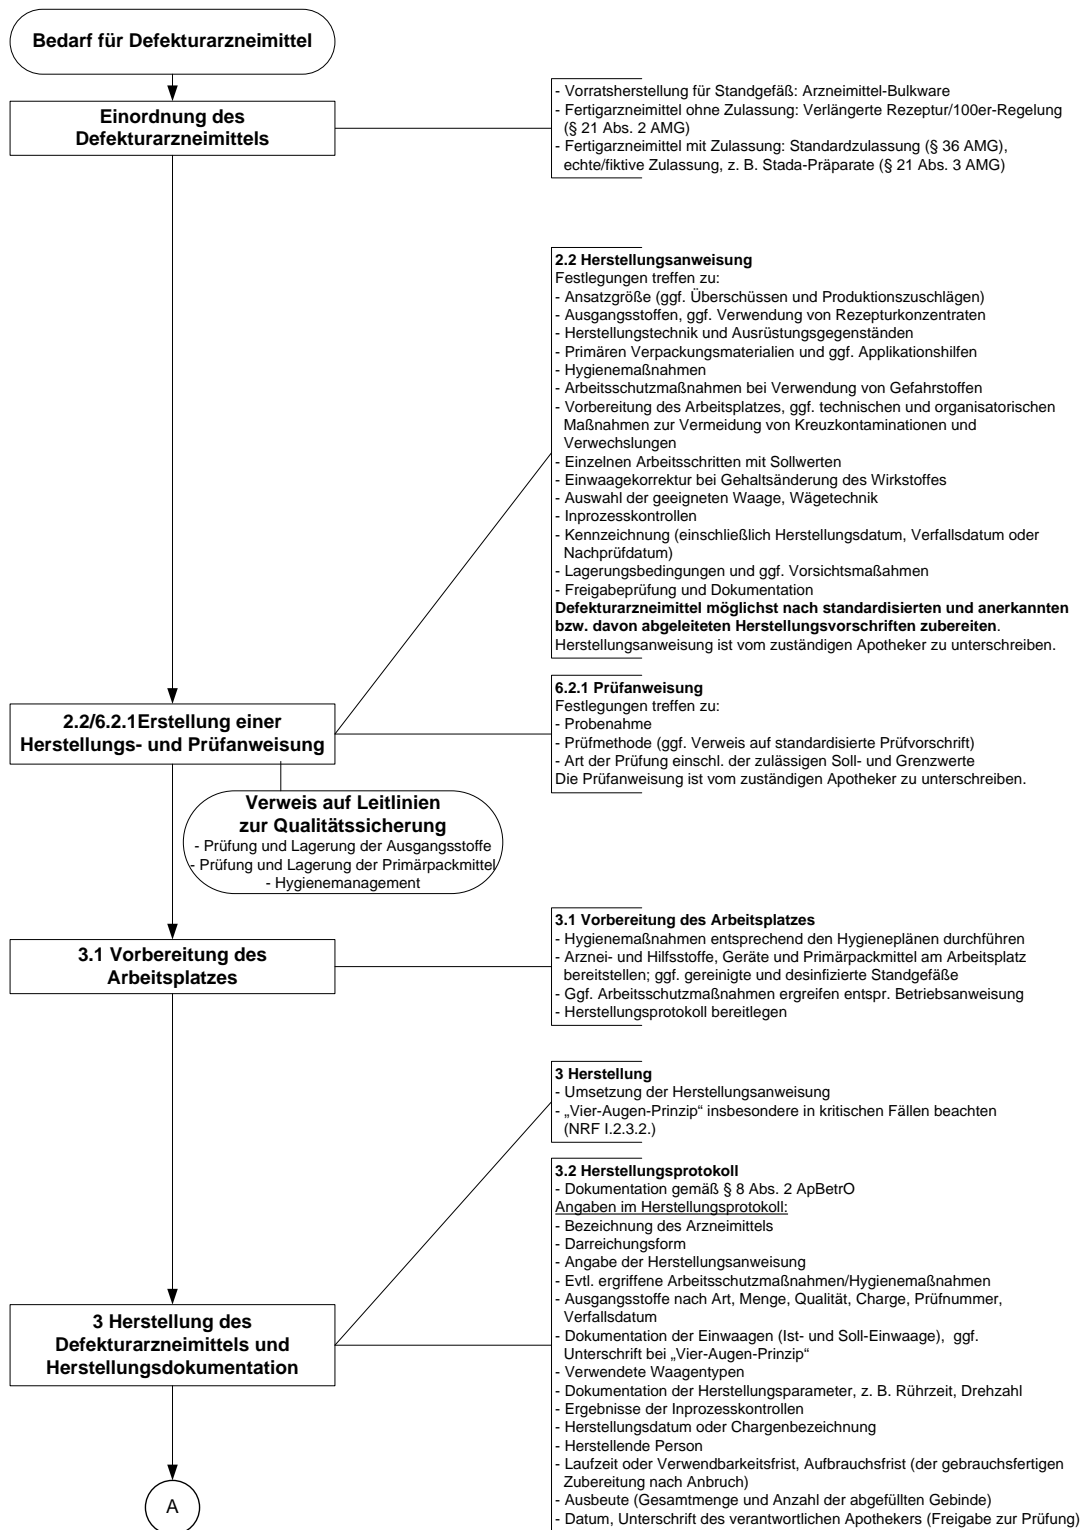 Bedarf für Defekturarzneimittel
Einordnung des
Defekturarzneimittels
- Vorratsherstellung für Standgefäß: Arzneimittel-Bulkware
- Fertigarzneimittel ohne Zulassung: Verlängerte Rezeptur/100er-Regelung
(§ 21 Abs. 2 AMG)
- Fertigarzneimittel mit Zulassung: Standardzulassung (§ 36 AMG),
echte/fiktive Zulassung, z. B. Stada-Präparate (§ 21 Abs. 3 AMG)
2.2 Herstellungsanweisung
Festlegungen treffen zu:
- Ansatzgröße (ggf. Überschüssen und Produktionszuschlägen)
- Ausgangsstoffen, ggf. Verwendung von Rezepturkonzentraten
- Herstellungstechnik und Ausrüstungsgegenständen
- Primären Verpackungsmaterialien und ggf. Applikationshilfen
- Hygienemaßnahmen
- Arbeitsschutzmaßnahmen bei Verwendung von Gefahrstoffen
- Vorbereitung des Arbeitsplatzes, ggf. technischen und organisatorischen
Maßnahmen zur Vermeidung von Kreuzkontaminationen und
Verwechslungen
- Einzelnen Arbeitsschritten mit Sollwerten
- Einwaagekorrektur bei Gehaltsänderung des Wirkstoffes
- Auswahl der geeigneten Waage, Wägetechnik
- Inprozesskontrollen
- Kennzeichnung (einschließlich Herstellungsdatum, Verfallsdatum oder
Nachprüfdatum)
- Lagerungsbedingungen und ggf. Vorsichtsmaßahmen
- Freigabeprüfung und Dokumentation
Defekturarzneimittel möglichst nach standardisierten und anerkannten
bzw. davon abgeleiteten Herstellungsvorschriften zubereiten.
Herstellungsanweisung ist vom zuständigen Apotheker zu unterschreiben.
2.2/6.2.1Erstellung einer
Herstellungs- und Prüfanweisung
6.2.1 Prüfanweisung
Festlegungen treffen zu:
- Probenahme
- Prüfmethode (ggf. Verweis auf standardisierte Prüfvorschrift)
- Art der Prüfung einschl. der zulässigen Soll- und Grenzwerte
Die Prüfanweisung ist vom zuständigen Apotheker zu unterschreiben.
Verweis auf Leitlinien
zur Qualitätssicherung
- Prüfung und Lagerung der Ausgangsstoffe
- Prüfung und Lagerung der Primärpackmittel
- Hygienemanagement
3.1 Vorbereitung des
Arbeitsplatzes
3.1 Vorbereitung des Arbeitsplatzes
- Hygienemaßnahmen entsprechend den Hygieneplänen durchführen
- Arznei- und Hilfsstoffe, Geräte und Primärpackmittel am Arbeitsplatz
bereitstellen; ggf. gereinigte und desinfizierte Standgefäße
- Ggf. Arbeitsschutzmaßnahmen ergreifen entspr. Betriebsanweisung
- Herstellungsprotokoll bereitlegen
3 Herstellung
- Umsetzung der Herstellungsanweisung
- „Vier-Augen-Prinzip“ insbesondere in kritischen Fällen beachten
(NRF I.2.3.2.)
3 Herstellung des
Defekturarzneimittels und
Herstellungsdokumentation
3.2 Herstellungsprotokoll
- Dokumentation gemäß § 8 Abs. 2 ApBetrO
Angaben im Herstellungsprotokoll:
- Bezeichnung des Arzneimittels
- Darreichungsform
- Angabe der Herstellungsanweisung
- Evtl. ergriffene Arbeitsschutzmaßnahmen/Hygienemaßnahmen
- Ausgangsstoffe nach Art, Menge, Qualität, Charge, Prüfnummer,
Verfallsdatum
- Dokumentation der Einwaagen (Ist- und Soll-Einwaage), ggf.
Unterschrift bei „Vier-Augen-Prinzip“
- Verwendete Waagentypen
- Dokumentation der Herstellungsparameter, z. B. Rührzeit, Drehzahl
- Ergebnisse der Inprozesskontrollen
- Herstellungsdatum oder Chargenbezeichnung
- Herstellende Person
- Laufzeit oder Verwendbarkeitsfrist, Aufbrauchsfrist (der gebrauchsfertigen
Zubereitung nach Anbruch)
- Ausbeute (Gesamtmenge und Anzahl der abgefüllten Gebinde)
- Datum, Unterschrift des verantwortlichen Apothekers (Freigabe zur Prüfung)
A